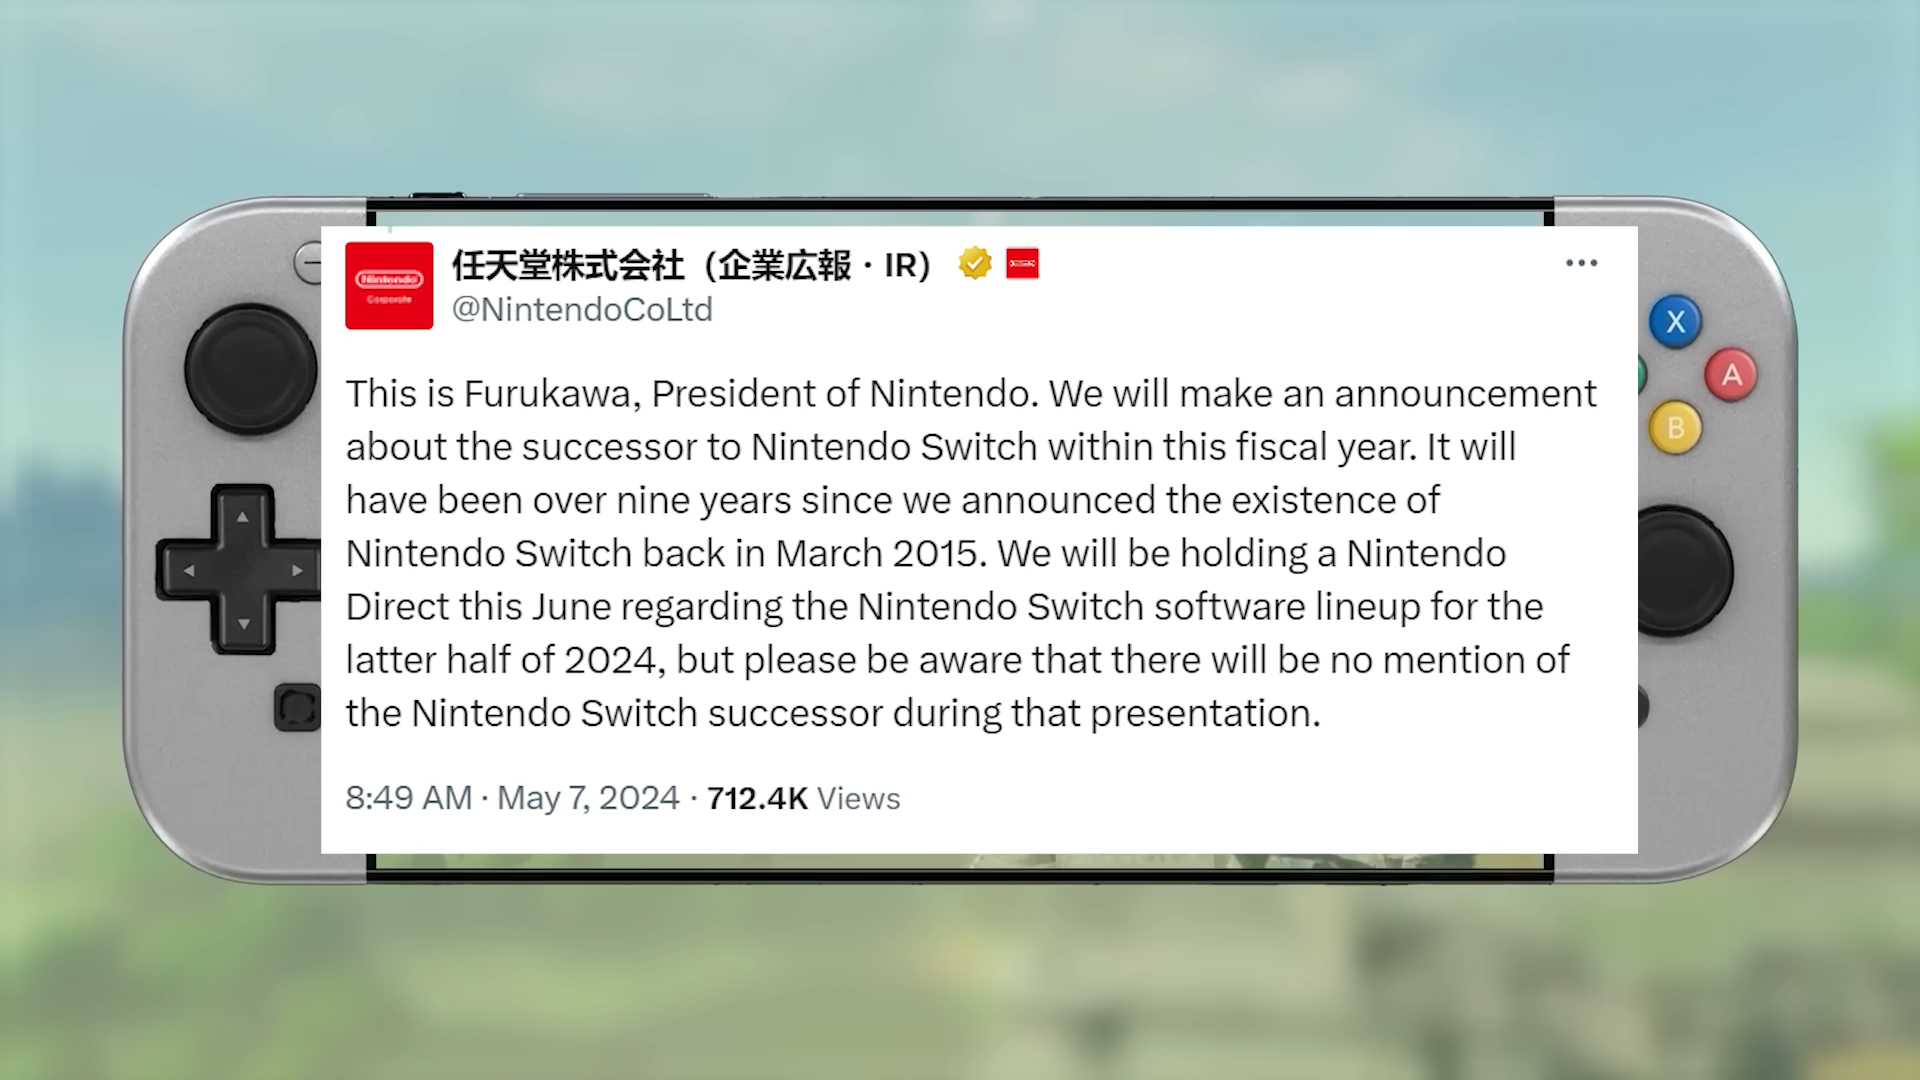 任天堂株式会社（企業広報・IR）
@NintendoCoLtd
Nintendo
Corporate
This is Furukawa, President of Nintendo. We will make an announcement
about the successor to Nintendo Switch within this fiscal year. It will
have been over nine years since we announced the existence of
Nintendo Switch back in March 2015. We will be holding a Nintendo
Direct this June regarding the Nintendo Switch software lineup for the
latter half of 2024, but please be aware that there will be no mention of
the Nintendo Switch successor during that presentation.
8:49 AM · May 7, 2024 · 712.4K Views
X
A
B